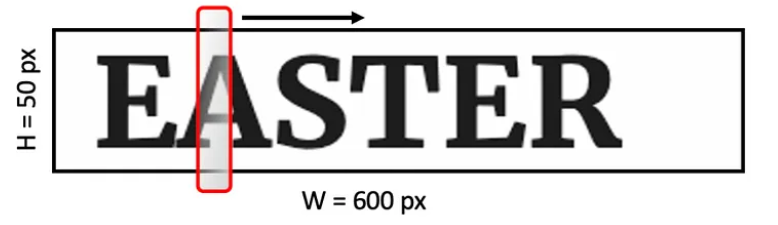 EASTER
H = 50 px
W = 600 px